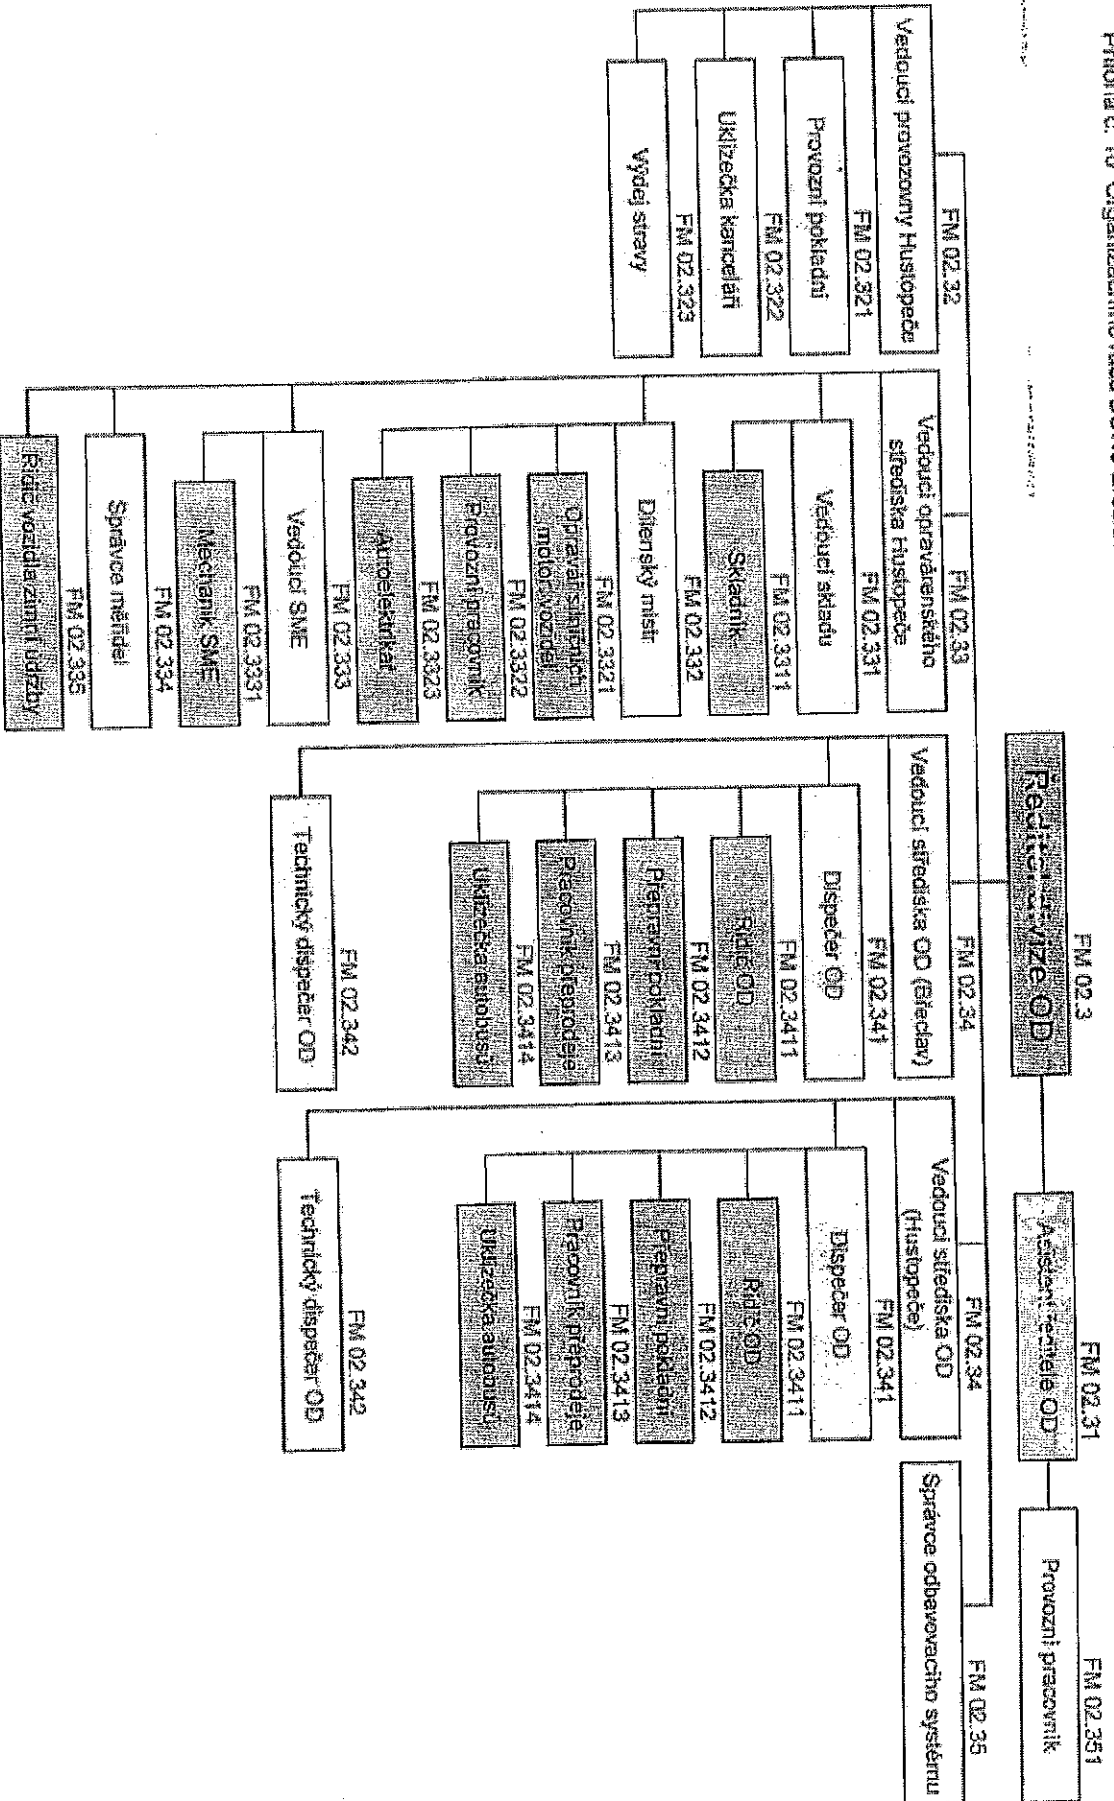 FM 02.3
Ředitel divize OD
FM 02.31
Asistent ředitele OD
FM 02.351
Provozní pracovník
FM 02.32
Vedoucí provozovny Hustopeče
FM 02.321
Provozní pokladní
FM 02.322
Uklízečka kanceláří
FM 02.323
Výdej stravy
FM 02.33
Vedoucí opravárenského
střediska Hustopeče
FM 02.331
Vedoucí skladu
FM 02.3311
Skladník
FM 02.332
Dílenský mistr
FM 02.3321
Opravář silničních
motor.vozidel
FM 02.3322
Provozní pracovník
FM 02.3323
Autoelektrikář
FM 02.333
Vedoucí SME
FM 02.3331
Mechanik SME
FM 02.334
Správce měřidel
FM 02.335
Řidič vozidla zimní údržby
FM 02.34
Vedoucí střediska OD (Břeclav)
FM 02.341
Dispečer OD
FM 02.3411
Řidič OD
FM 02.3412
Přepravní pokladní
FM 02.3413
Pracovník přeprodeje
FM 02.3414
Uklízečka autobusů
FM 02.342
Technický dispečer OD
FM 02.34
Vedoucí střediska OD
(Hustopeče)
FM 02.341
Dispečer OD
FM 02.3411
Řidič OD
FM 02.3412
Přepravní pokladní
FM 02.3413
Pracovník přeprodeje
FM 02.3414
Uklízečka autobusů
FM 02.342
Technický dispečer OD
FM 02.35
Správce odbavovacího systému